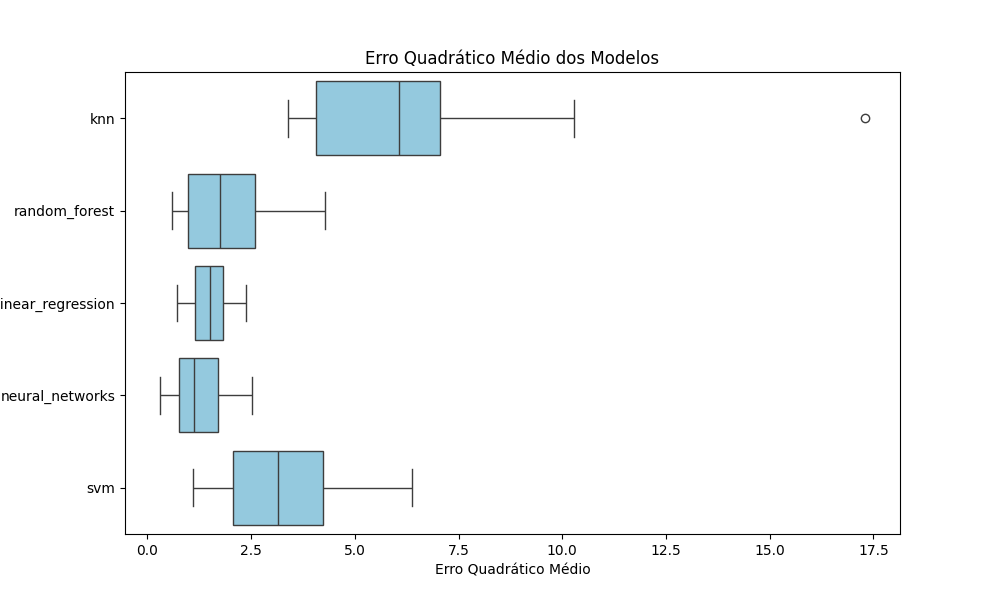 Erro Quadrático Médio dos Modelos
knn
random_forest
inear_regression
neural_networks
svm
0.0 2.5 5.0 7.5 10.0 12.5 15.0 17.5
Erro Quadrático Médio